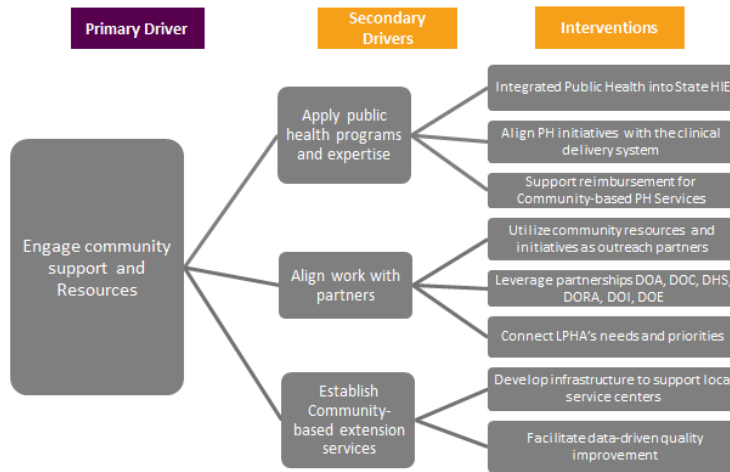 Primary Driver
Secondary
Drivers
Interventions
Engage community
support and
Resources
Apply public
health programs
and expertise
Integrated Public Health into State HIE
Align PH initiatives with the clinical
delivery system
Support reimbursement for
Community-based PH Services
Align work with
partners
Utilize community resources and
initiatives as outreach partners
Leverage partnerships DOA, DOC, DHS,
DORA, DOI, DOE
Connect LPHA's needs and priorities
Establish
Community-
based extension
services
Develop infrastructure to support local
service centers
Facilitate data-driven quality
improvement